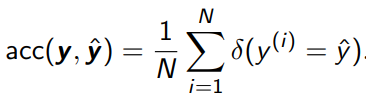 acc(y, ŷ) = 1/N ∑_{i=1}^{N} δ(y^{(i)} = ŷ).